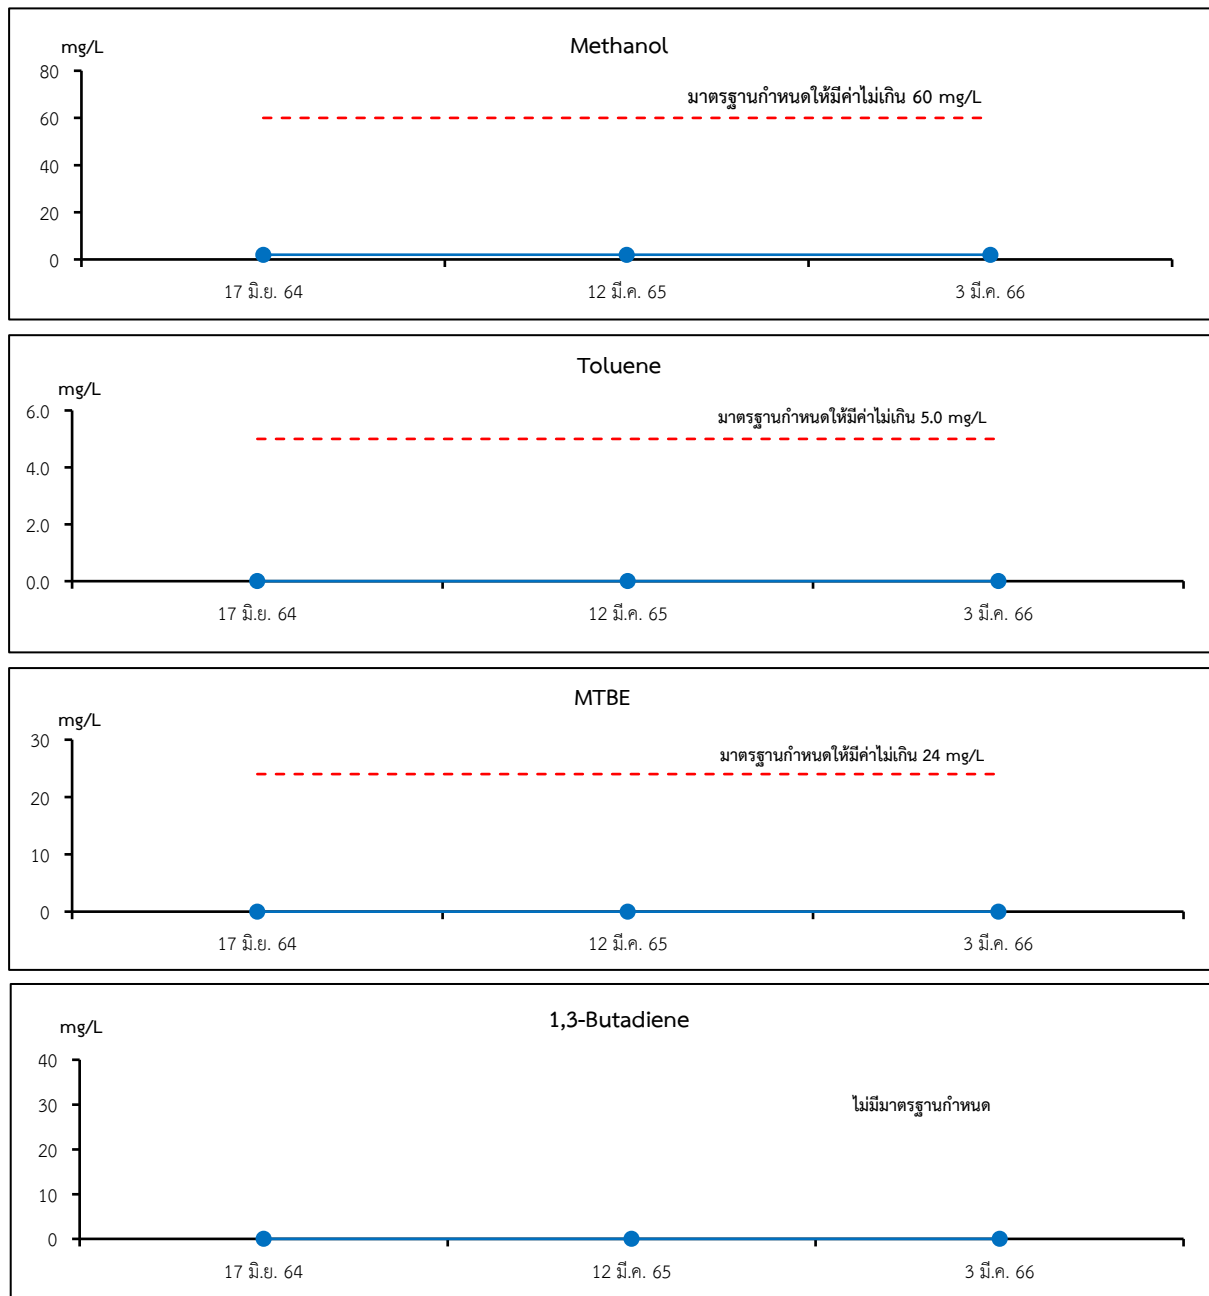 Methanol
mg/L
80
มาตรฐานกำหนดให้มีค่าไม่เกิน 60 mg/L
60
40
20
0
17 มิ.ย. 64 12 มี.ค. 65 3 มี.ค. 66
Toluene
mg/L
6.0
มาตรฐานกำหนดให้มีค่าไม่เกิน 5.0 mg/L
4.0
2.0
0.0
17 มิ.ย. 64 12 มี.ค. 65 3 มี.ค. 66
MTBE
mg/L
30
มาตรฐานกำหนดให้มีค่าไม่เกิน 24 mg/L
20
10
0
17 มิ.ย. 64 12 มี.ค. 65 3 มี.ค. 66
1,3-Butadiene
mg/L
40
30
ไม่มีมาตรฐานกำหนด
20
10
0
17 มิ.ย. 64 12 มี.ค. 65 3 มี.ค. 66